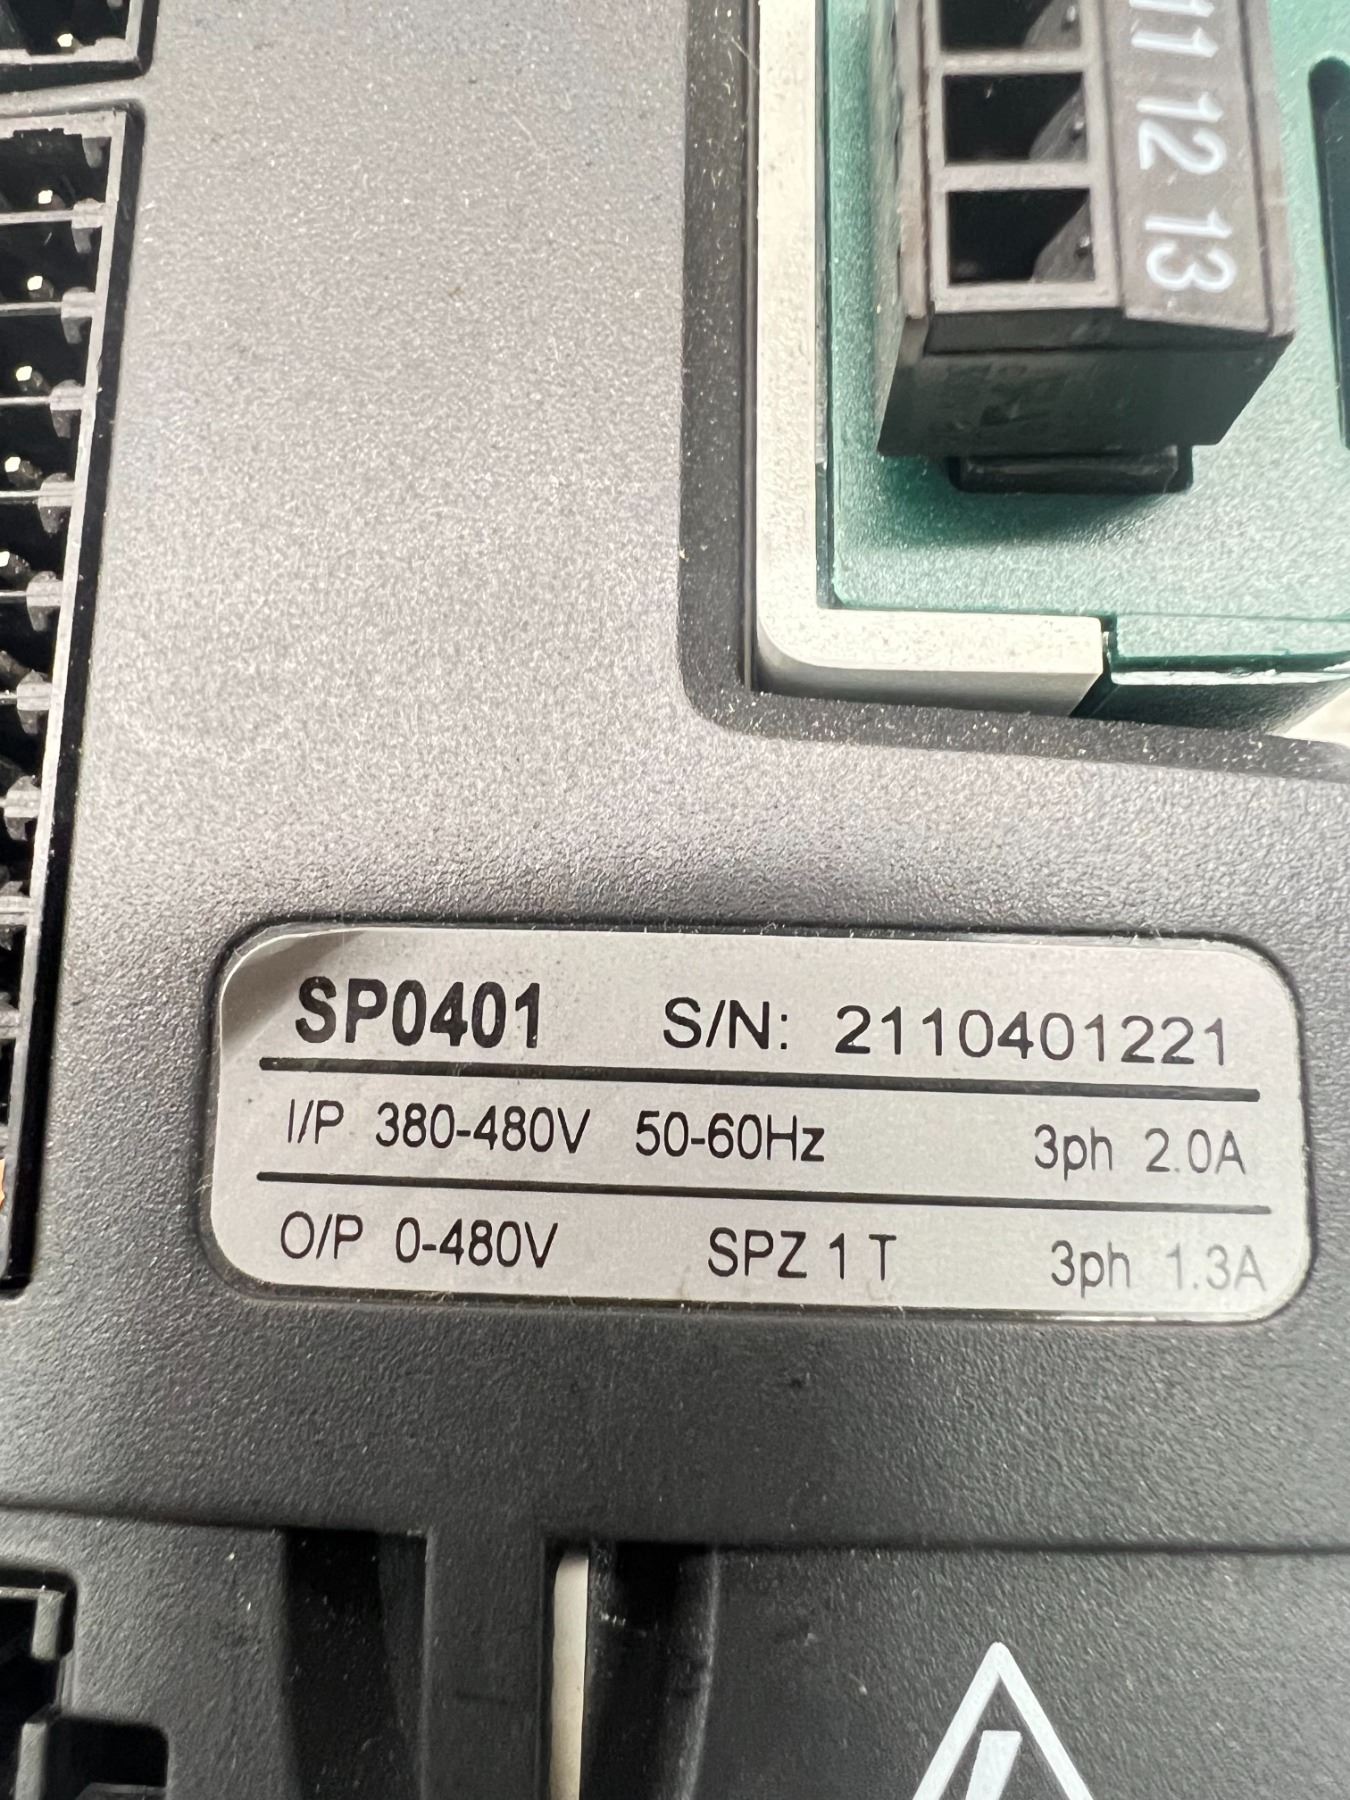 11 12 13
SP0401 S/N: 2110401221
I/P 380-480V 50-60Hz 3ph 2.0A
O/P 0-480V SPZ 1 T 3ph 1.3A